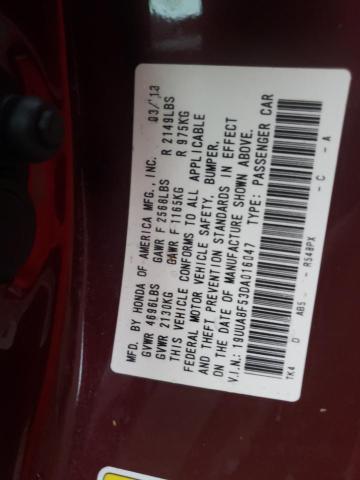 MFD. BY HONDA OF AMERICA MFG., INC. 03/13
GVWR 4696LBS GAWR F 2568LBS R 2149LBS
GVWR 2130KG GAWR F 1165KG R 975KG
THIS VEHICLE CONFORMS TO ALL APPLICABLE
FEDERAL MOTOR VEHICLE SAFETY, BUMPER,
AND THEFT PREVENTION STANDARDS IN EFFECT
ON THE DATE OF MANUFACTURE SHOWN ABOVE.
V.I.N.: 19UUA8F53DA016047 TYPE: PASSENGER CAR
TK4 D AB5 - R548PX - C - A